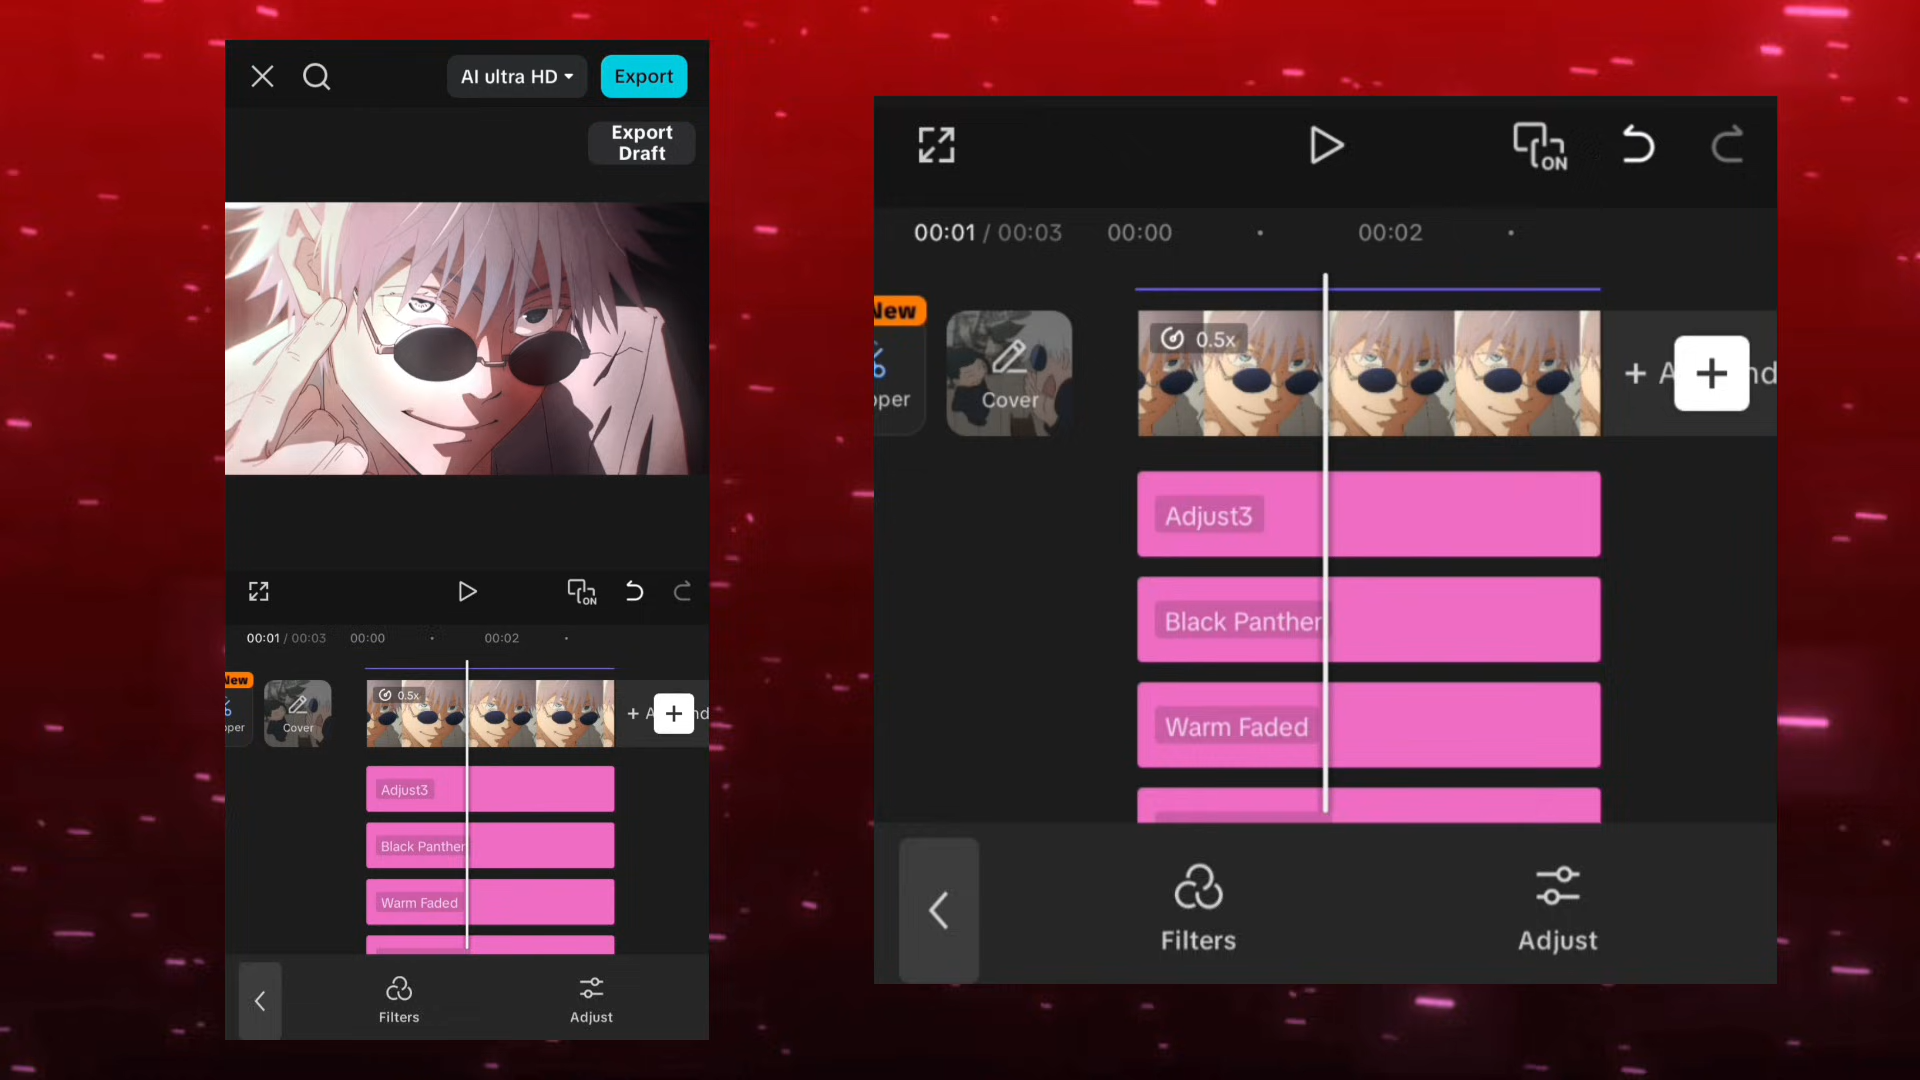 AI ultra HD
Export
Export
Draft
ON
00:01 / 00:03 00:00 00:02
New
0.5x
Cover
Adjust3
Black Panther
Warm Faded
Filters
Adjust
ON
00:01 / 00:03 00:00 00:02
New
0.5x
Cover
Adjust3
Black Panther
Warm Faded
Filters
Adjust